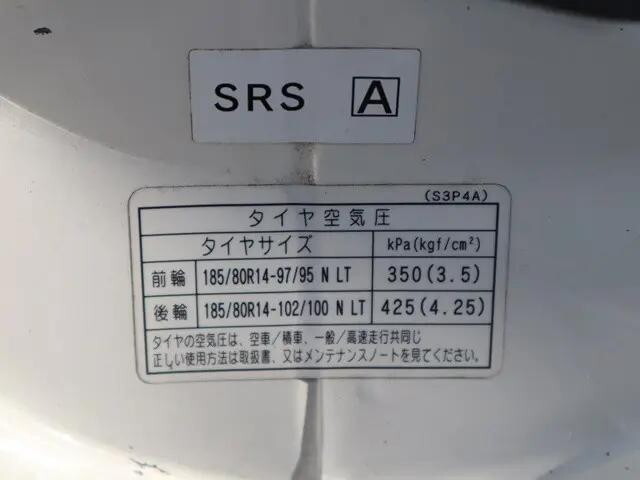 SRS A
(S3P4A)
タイヤ空気圧
タイヤサイズ kPa(kgf/cm²)
前輪 185/80R14-97/95 N LT 350(3.5)
後輪 185/80R14-102/100 N LT 425(4.25)
タイヤの空気圧は、空車/積車、一般/高速走行共同じ
正しい使用方法は取扱書、又はメンテナンスノートを見てください。